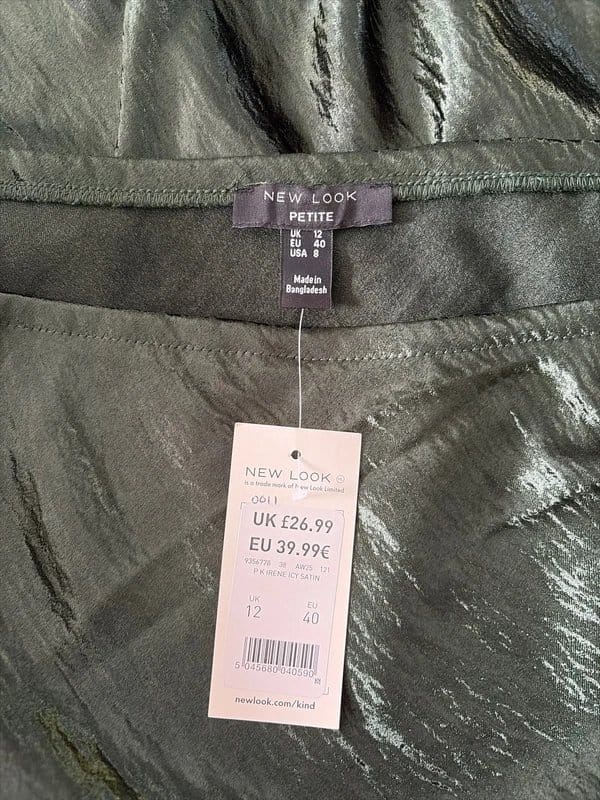 NEW LOOK
PETITE
UK 12
EU 40
USA 8
Made in
Bangladesh
NEW LOOK
is a trade mark of New Look Limited
UK £26.99
EU 39.99€
9356778 38 AW25 121
P K IRENE ICY SATIN
UK EU
12 40
5 045680 040590
newlook.com/kind